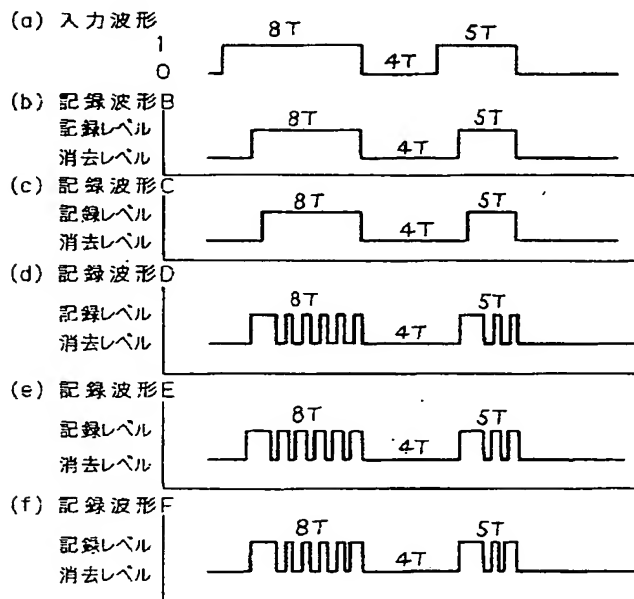 (a) 入力波形
8T
5T
1
4T
0
(b) 記録波形B
8T
5T
記録レベル
4T
消去レベル
(c) 記録波形C
8T
5T
記録レベル
4T
消去レベル
(d) 記録波形D
8T
5T
記録レベル
4T
消去レベル
(e) 記録波形E
8T
5T
記録レベル
4T
消去レベル
(f) 記録波形F
8T
5T
記録レベル
4T
消去レベル